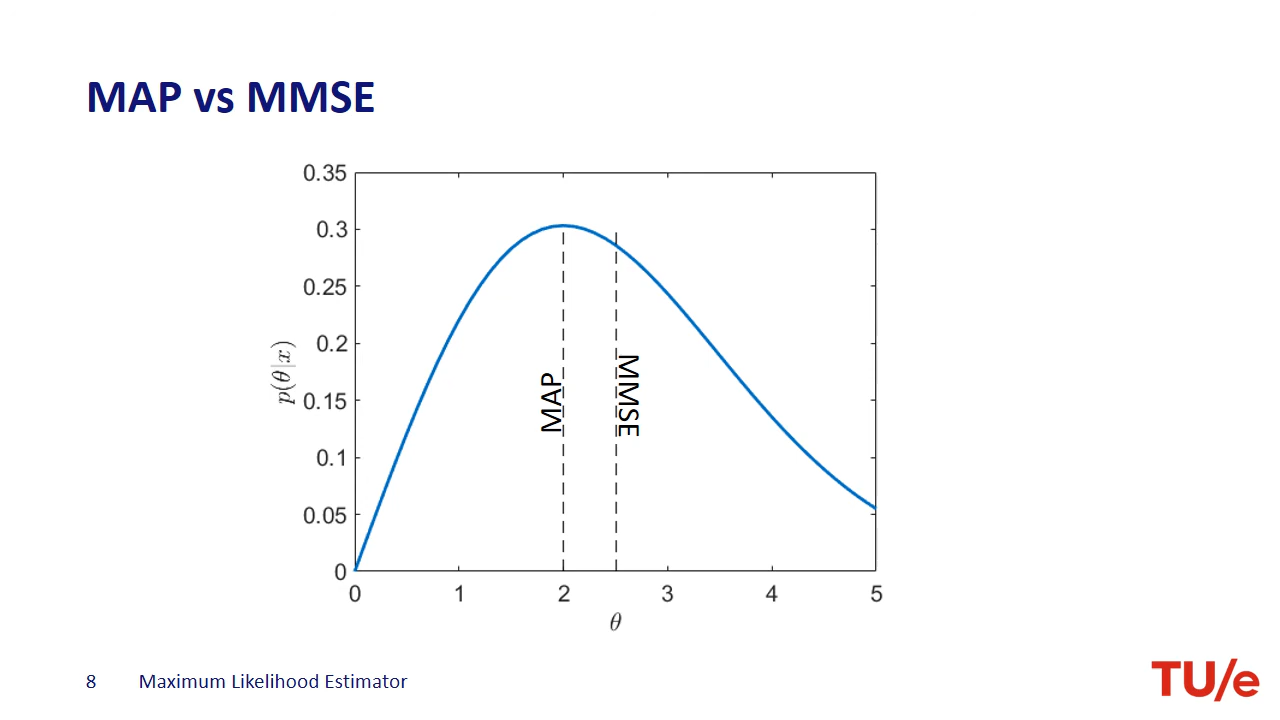 MAP vs MMSE
0.35
0.3
0.25
0.2
0.15
0.1
0.05
0
p(θ|x)
MAP
MMSE
0 1 2 3 4 5
θ
8 Maximum Likelihood Estimator
TU/e